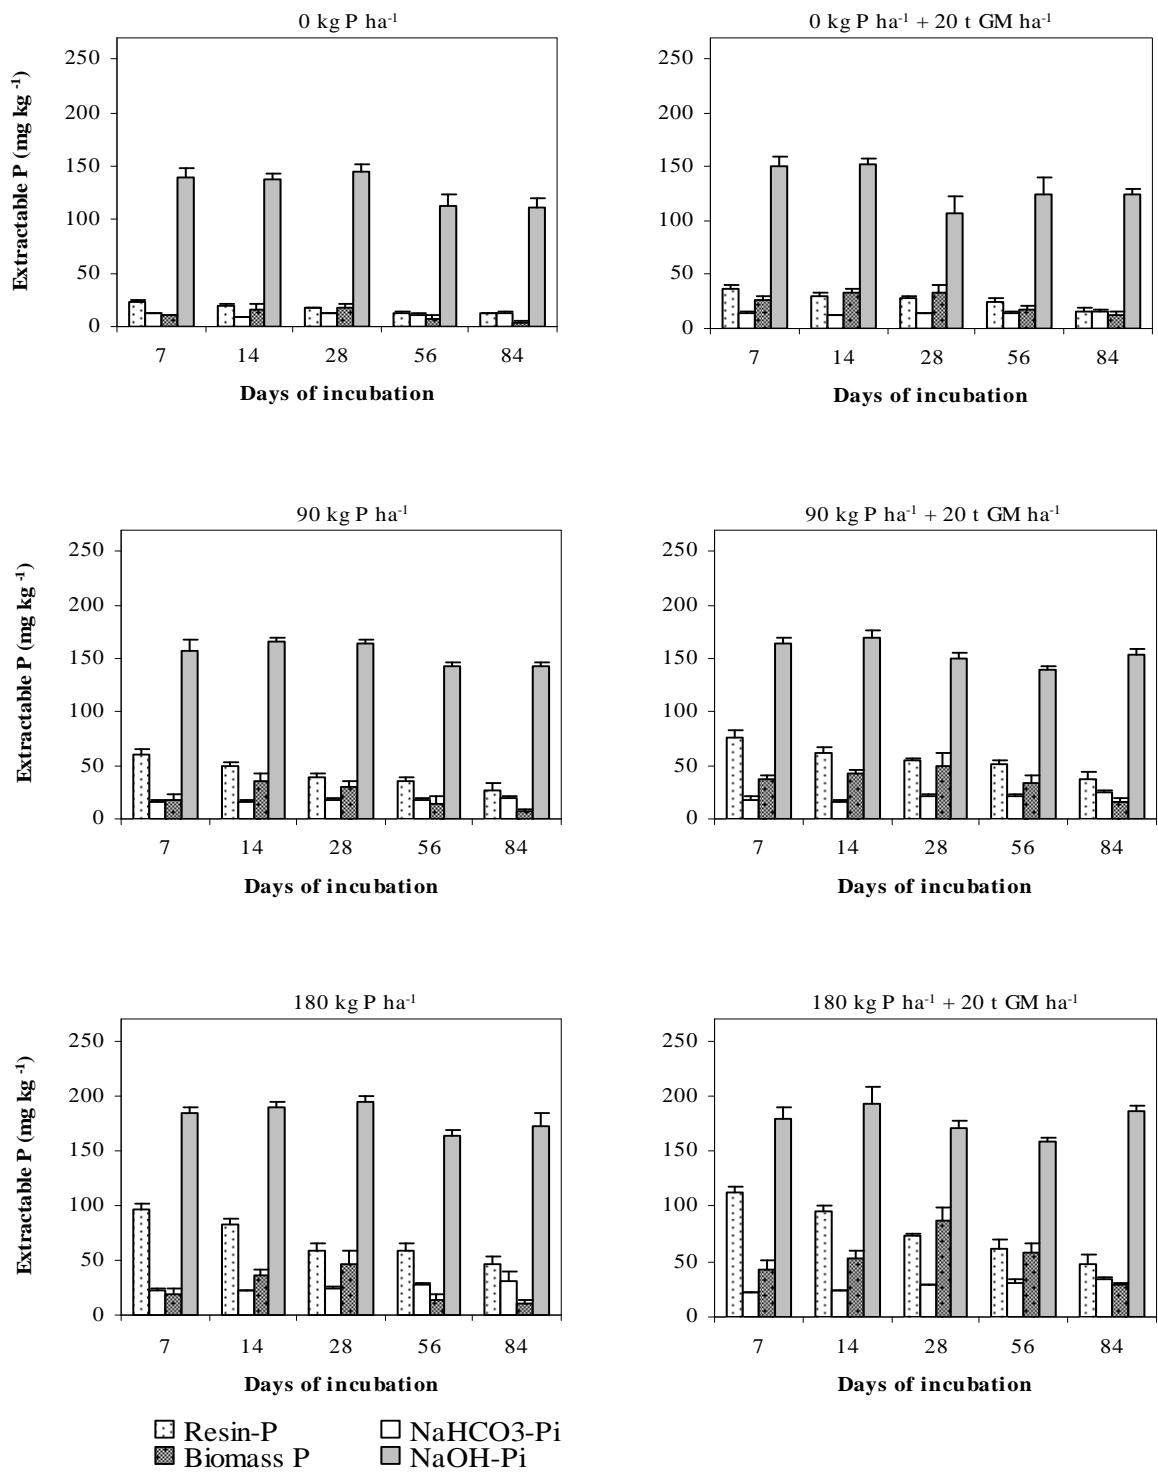 0 kg P ha-1
0 kg P ha-1 + 20 t GM ha-1
Extractable P (mg kg -1)
250
200
150
100
50
0
7 14 28 56 84
Days of incubation
250
200
150
100
50
0
7 14 28 56 84
Days of incubation
90 kg P ha-1
90 kg P ha-1 + 20 t GM ha-1
Extractable P (mg kg -1)
250
200
150
100
50
0
7 14 28 56 84
Days of incubation
250
200
150
100
50
0
7 14 28 56 84
Days of incubation
180 kg P ha-1
180 kg P ha-1 + 20 t GM ha-1
Extractable P (mg kg -1)
250
200
150
100
50
0
7 14 28 56 84
Days of incubation
250
200
150
100
50
0
7 14 28 56 84
Days of incubation
Resin-P NaHCO3-Pi
Biomass P NaOH-Pi